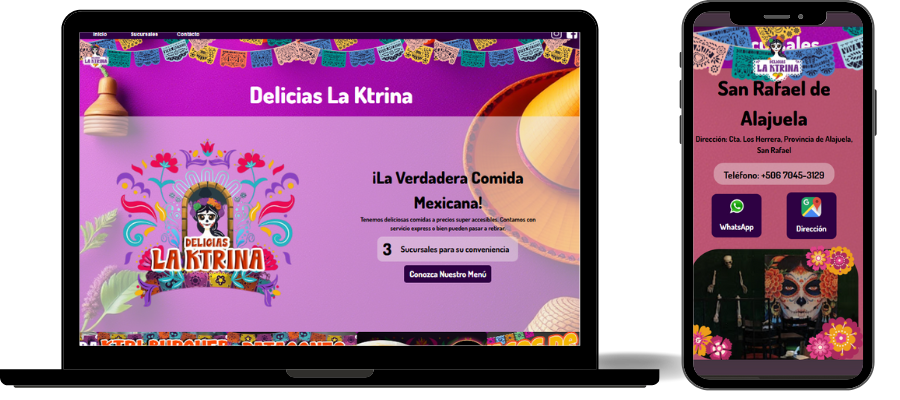 Inicio Sucursales Contacto
LA KTRINA
Delicias La Ktrina
¡La Verdadera Comida
Mexicana!
Tenemos deliciosas comidas a precios super accesibles. Contamos con
servicio express o bien pueden pasar a retirar.
3 Sucursales para su conveniencia
Conozca Nuestro Menú
DELICIAS
LA KTRINA
DELICIAS
LA KTRINA
San Rafael de
Alajuela
Dirección: Cta. Los Herrera, Provincia de Alajuela,
San Rafael
Teléfono: +506 7045-3129
WhatsApp
Dirección